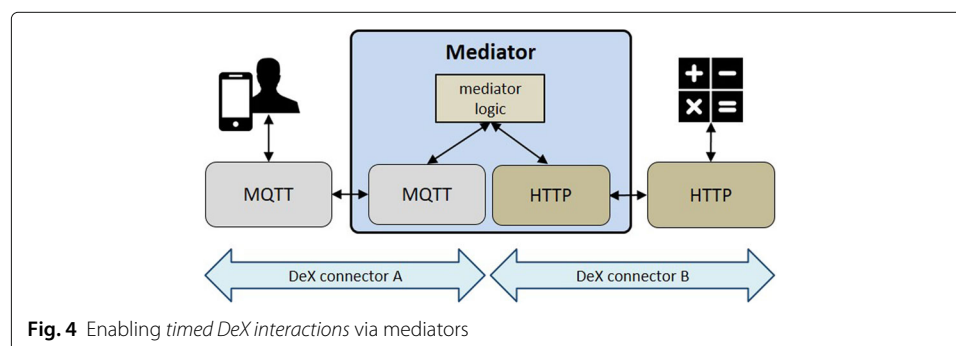 Mediator
mediator
logic
MQTT
MQTT
HTTP
HTTP
DeX connector A
DeX connector B
Fig. 4 Enabling timed DeX interactions via mediators